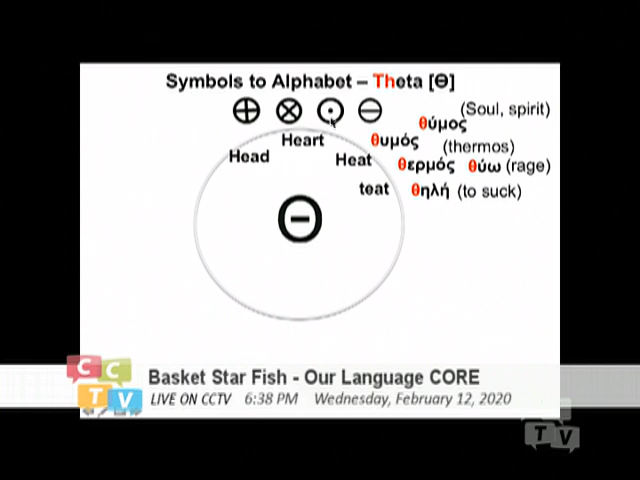 Symbols to Alphabet – Theta [Θ]
⊕ ⊗ ⊙ ⊖ (Soul, spirit)
θύμος
Heart θυμός (thermos)
Head Heat θερμός θύω (rage)
teat θηλή (to suck)
Θ
CC
TV
Basket Star Fish - Our Language CORE
LIVE ON CCTV 6:38 PM Wednesday, February 12, 2020
TV